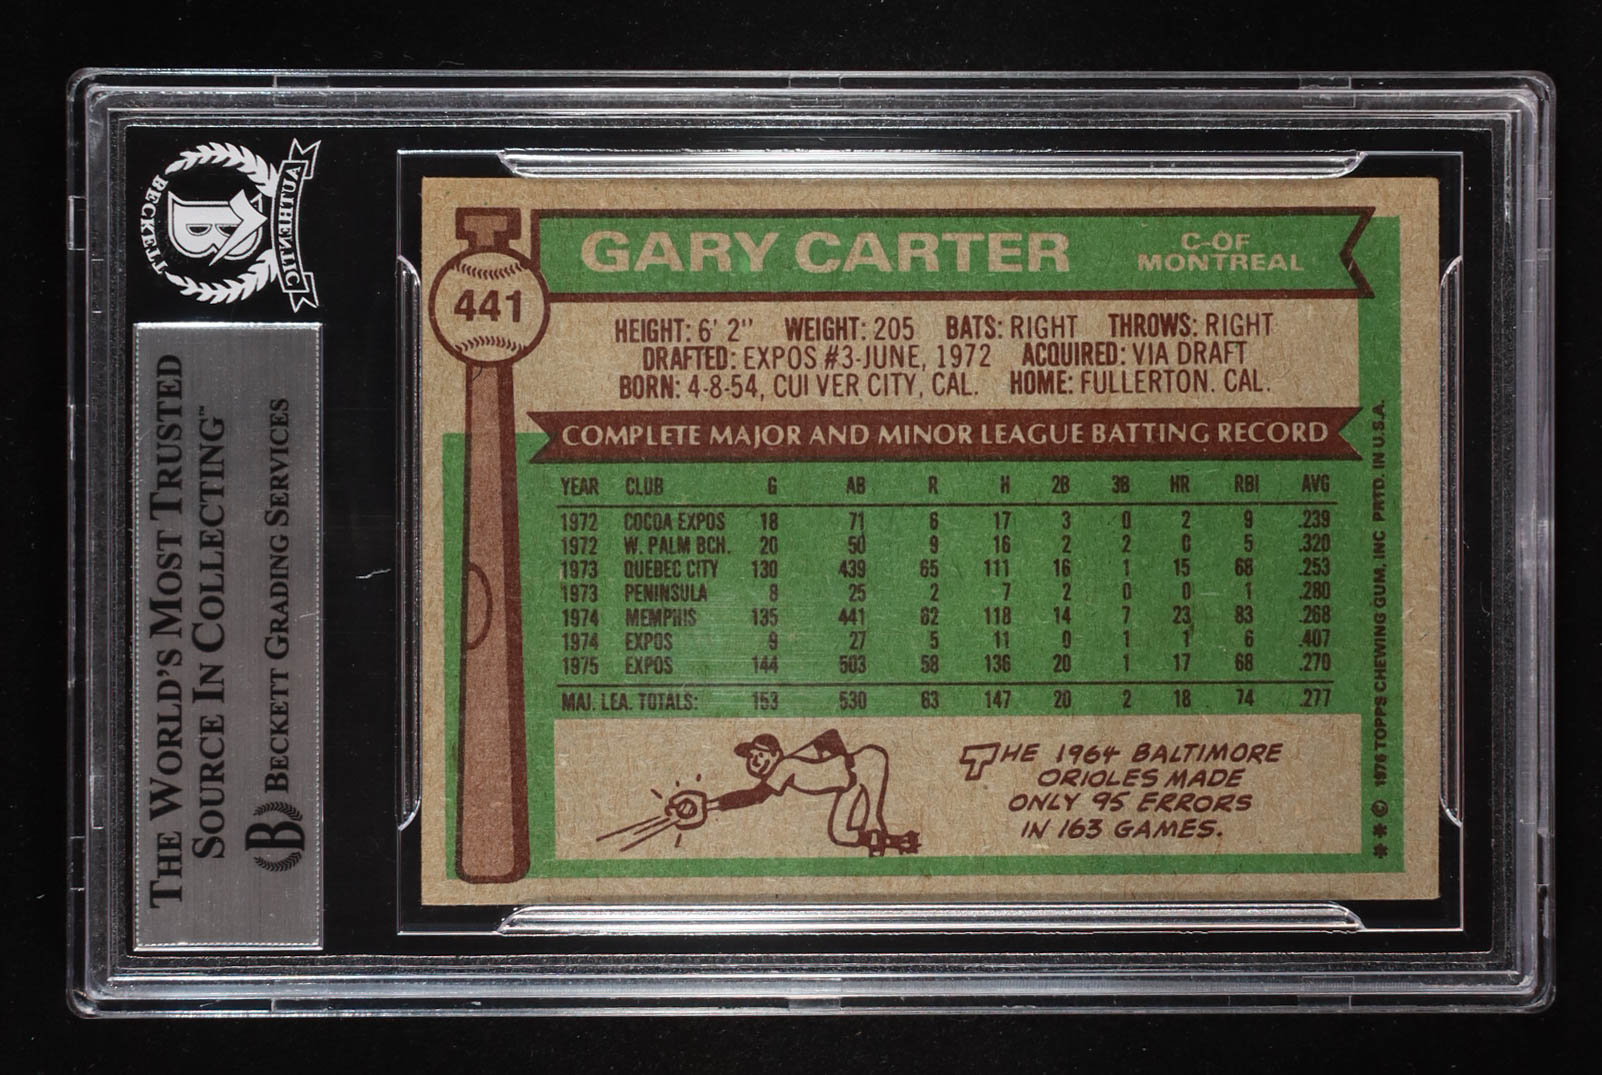 BECKETT
AUTHENTIC
B
THE WORLD'S MOST TRUSTED
SOURCE IN COLLECTING™
B BECKETT GRADING SERVICES
T
441
GARY CARTER
C-OF
MONTREAL
HEIGHT: 6' 2" WEIGHT: 205 BATS: RIGHT THROWS: RIGHT
DRAFTED: EXPOS #3-JUNE, 1972 ACQUIRED: VIA DRAFT
BORN: 4-8-54, CULVER CITY, CAL. HOME: FULLERTON. CAL.
COMPLETE MAJOR AND MINOR LEAGUE BATTING RECORD
YEAR CLUB G AB R H 2B 3B HR RBI AVG
1972 COCOA EXPOS 18 71 6 17 3 0 2 9 .239
1972 W. PALM BCH. 20 50 9 16 2 2 0 5 .320
1973 QUEBEC CITY 130 439 65 111 16 1 15 68 .253
1973 PENINSULA 8 25 2 7 2 0 0 1 .280
1974 MEMPHIS 135 441 62 118 14 7 23 83 .268
1974 EXPOS 9 27 5 11 0 1 1 6 .407
1975 EXPOS 144 503 58 136 20 1 17 68 .270
MAJ. LEA. TOTALS: 153 530 63 147 20 2 18 74 .277
THE 1964 BALTIMORE
ORIOLES MADE
ONLY 95 ERRORS
IN 163 GAMES.
** © 1976 TOPPS CHEWING GUM, INC PRTD. IN U.S.A.